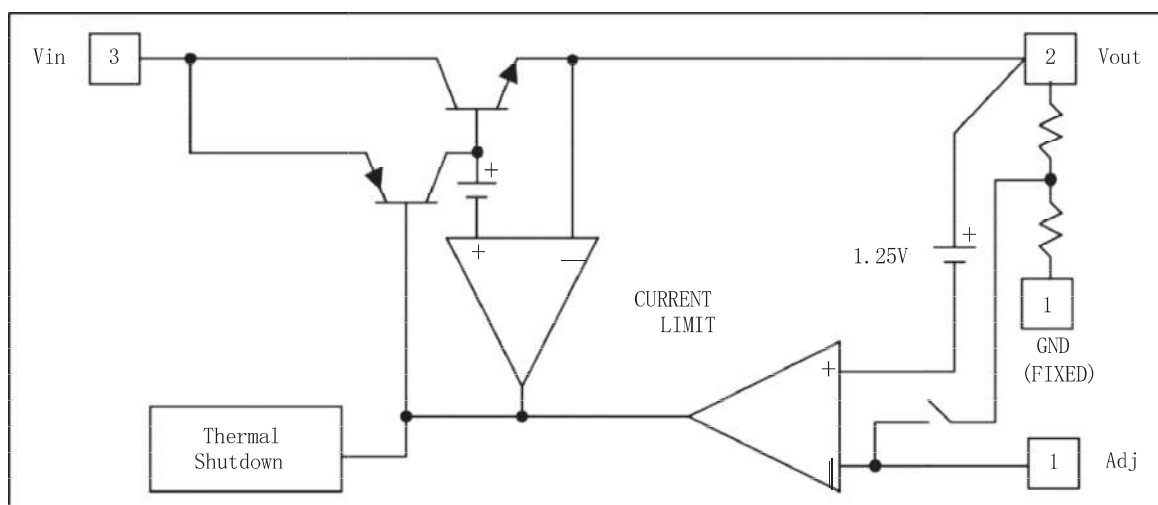 Vin 3
2 Vout
+
+ −
1.25V +
CURRENT
LIMIT
1
GND
(FIXED)
+
Thermal
Shutdown
1 Adj